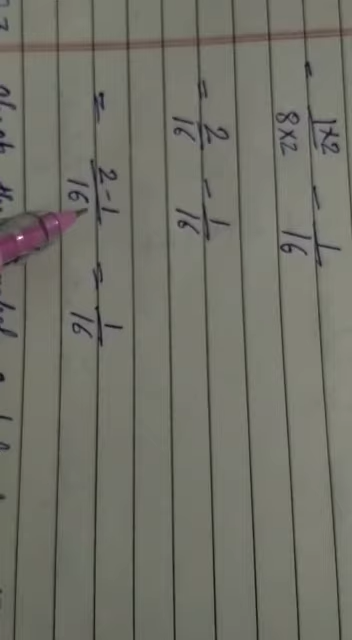 = 1×2/8×2 − 1/16
= 2/16 − 1/16
= 2−1/16 = 1/16